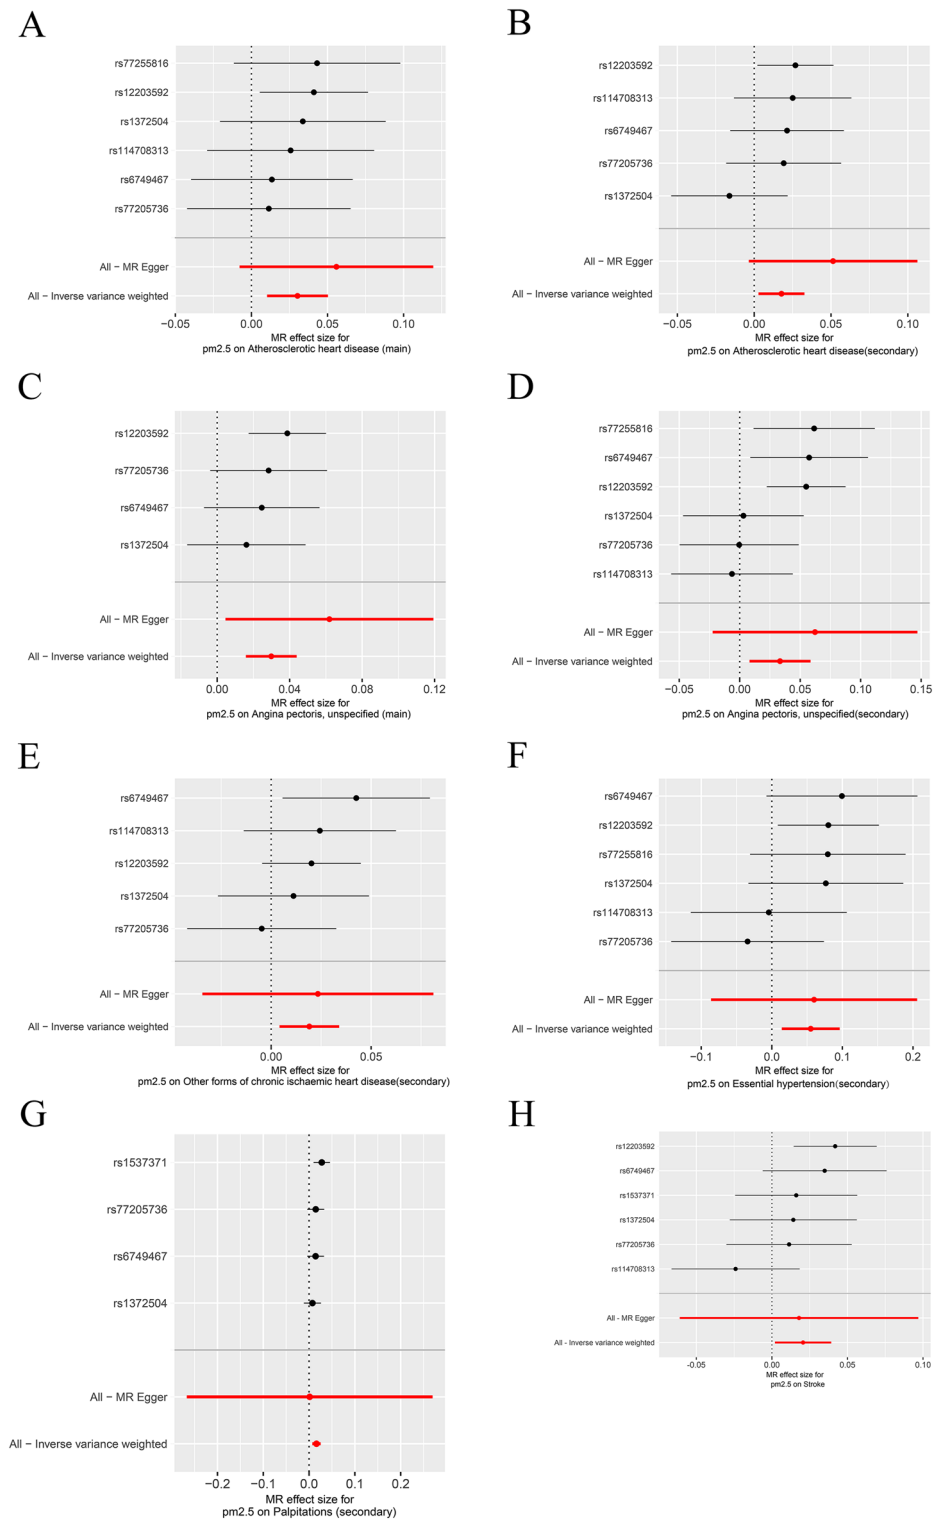 A
rs77255816
rs12203592
rs1372504
rs114708313
rs6749467
rs77205736
All − MR Egger
All − Inverse variance weighted
−0.05 0.00 0.05 0.10
MR effect size for
pm2.5 on Atherosclerotic heart disease (main)
B
rs12203592
rs114708313
rs6749467
rs77205736
rs1372504
All − MR Egger
All − Inverse variance weighted
−0.05 0.00 0.05 0.10
MR effect size for
pm2.5 on Atherosclerotic heart disease(secondary)
C
rs12203592
rs77205736
rs6749467
rs1372504
All − MR Egger
All − Inverse variance weighted
0.00 0.04 0.08 0.12
MR effect size for
pm2.5 on Angina pectoris, unspecified (main)
D
rs77255816
rs6749467
rs12203592
rs1372504
rs77205736
rs114708313
All − MR Egger
All − Inverse variance weighted
−0.05 0.00 0.05 0.10 0.15
MR effect size for
pm2.5 on Angina pectoris, unspecified(secondary)
E
rs6749467
rs114708313
rs12203592
rs1372504
rs77205736
All − MR Egger
All − Inverse variance weighted
0.00 0.05
MR effect size for
pm2.5 on Other forms of chronic ischaemic heart disease(secondary)
F
rs6749467
rs12203592
rs77255816
rs1372504
rs114708313
rs77205736
All − MR Egger
All − Inverse variance weighted
−0.1 0.0 0.1 0.2
MR effect size for
pm2.5 on Essential hypertension(secondary)
G
rs1537371
rs77205736
rs6749467
rs1372504
All − MR Egger
All − Inverse variance weighted
−0.2 −0.1 0.0 0.1 0.2
MR effect size for
pm2.5 on Palpitations (secondary)
H
rs12203592
rs6749467
rs1537371
rs1372504
rs77205736
rs114708313
All - MR Egger
All - Inverse variance weighted
-0.05 0.00 0.05 0.10
MR effect size for
pm2.5 on Stroke